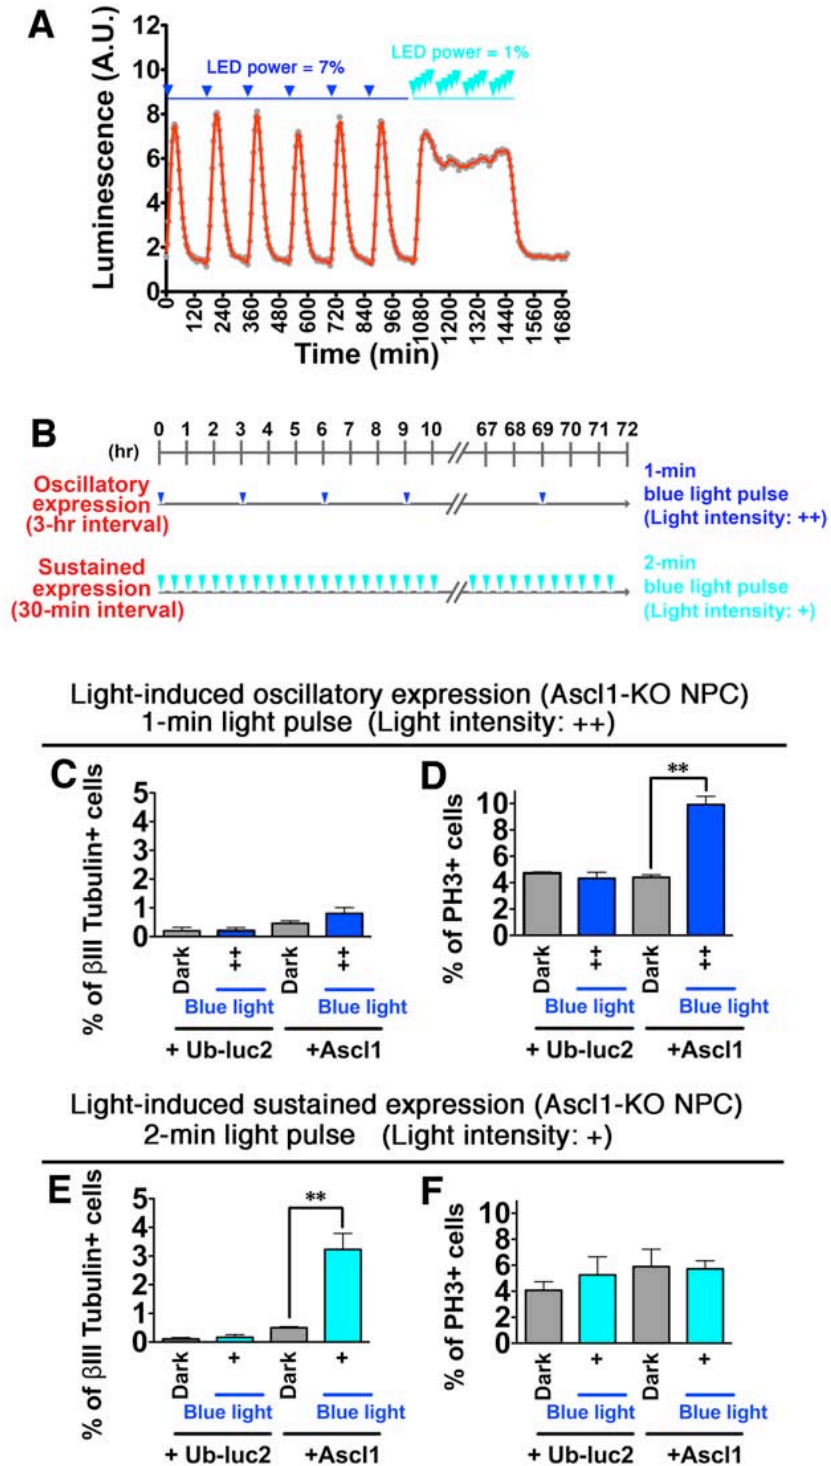 A
Luminescence (A.U.)
12
10
8
6
4
2
0
LED power = 7%
LED power = 1%
0
120
240
360
480
600
720
840
960
1080
1200
1320
1440
1560
1680
Time (min)
B
(hr)
0 1 2 3 4 5 6 7 8 9 10 67 68 69 70 71 72
Oscillatory
expression
(3-hr interval)
1-min
blue light pulse
(Light intensity: ++)
Sustained
expression
(30-min interval)
2-min
blue light pulse
(Light intensity: +)
Light-induced oscillatory expression (Ascl1-KO NPC)
1-min light pulse (Light intensity: ++)
C
% of βIII Tubulin+ cells
5
4
3
2
1
0
Dark
++
Dark
++
Blue light
Blue light
+ Ub-luc2
+Ascl1
D
% of PH3+ cells
10
8
6
4
2
0
**
Dark
++
Dark
++
Blue light
Blue light
+ Ub-luc2
+Ascl1
Light-induced sustained expression (Ascl1-KO NPC)
2-min light pulse (Light intensity: +)
E
% of βIII Tubulin+ cells
5
4
3
2
1
0
**
Dark
+
Dark
+
Blue light
Blue light
+ Ub-luc2
+Ascl1
F
% of PH3+ cells
10
8
6
4
2
0
Dark
+
Dark
+
Blue light
Blue light
+ Ub-luc2
+Ascl1